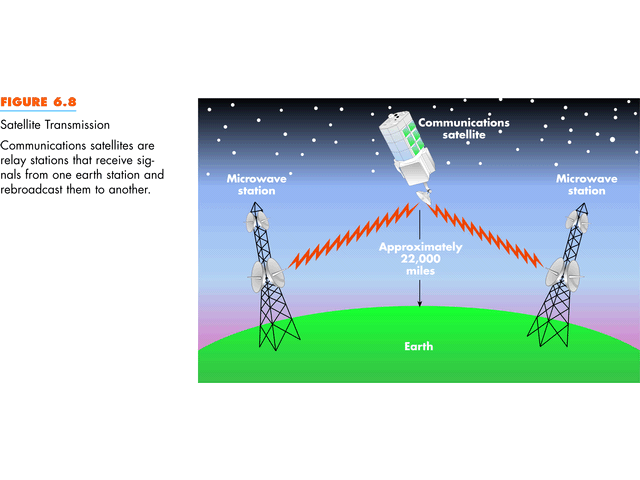 FIGURE 6.8
Satellite Transmission
Communications satellites are
relay stations that receive sig-
nals from one earth station and
rebroadcast them to another.
Communications
satellite
Microwave
station
Microwave
station
Approximately
22,000
miles
Earth